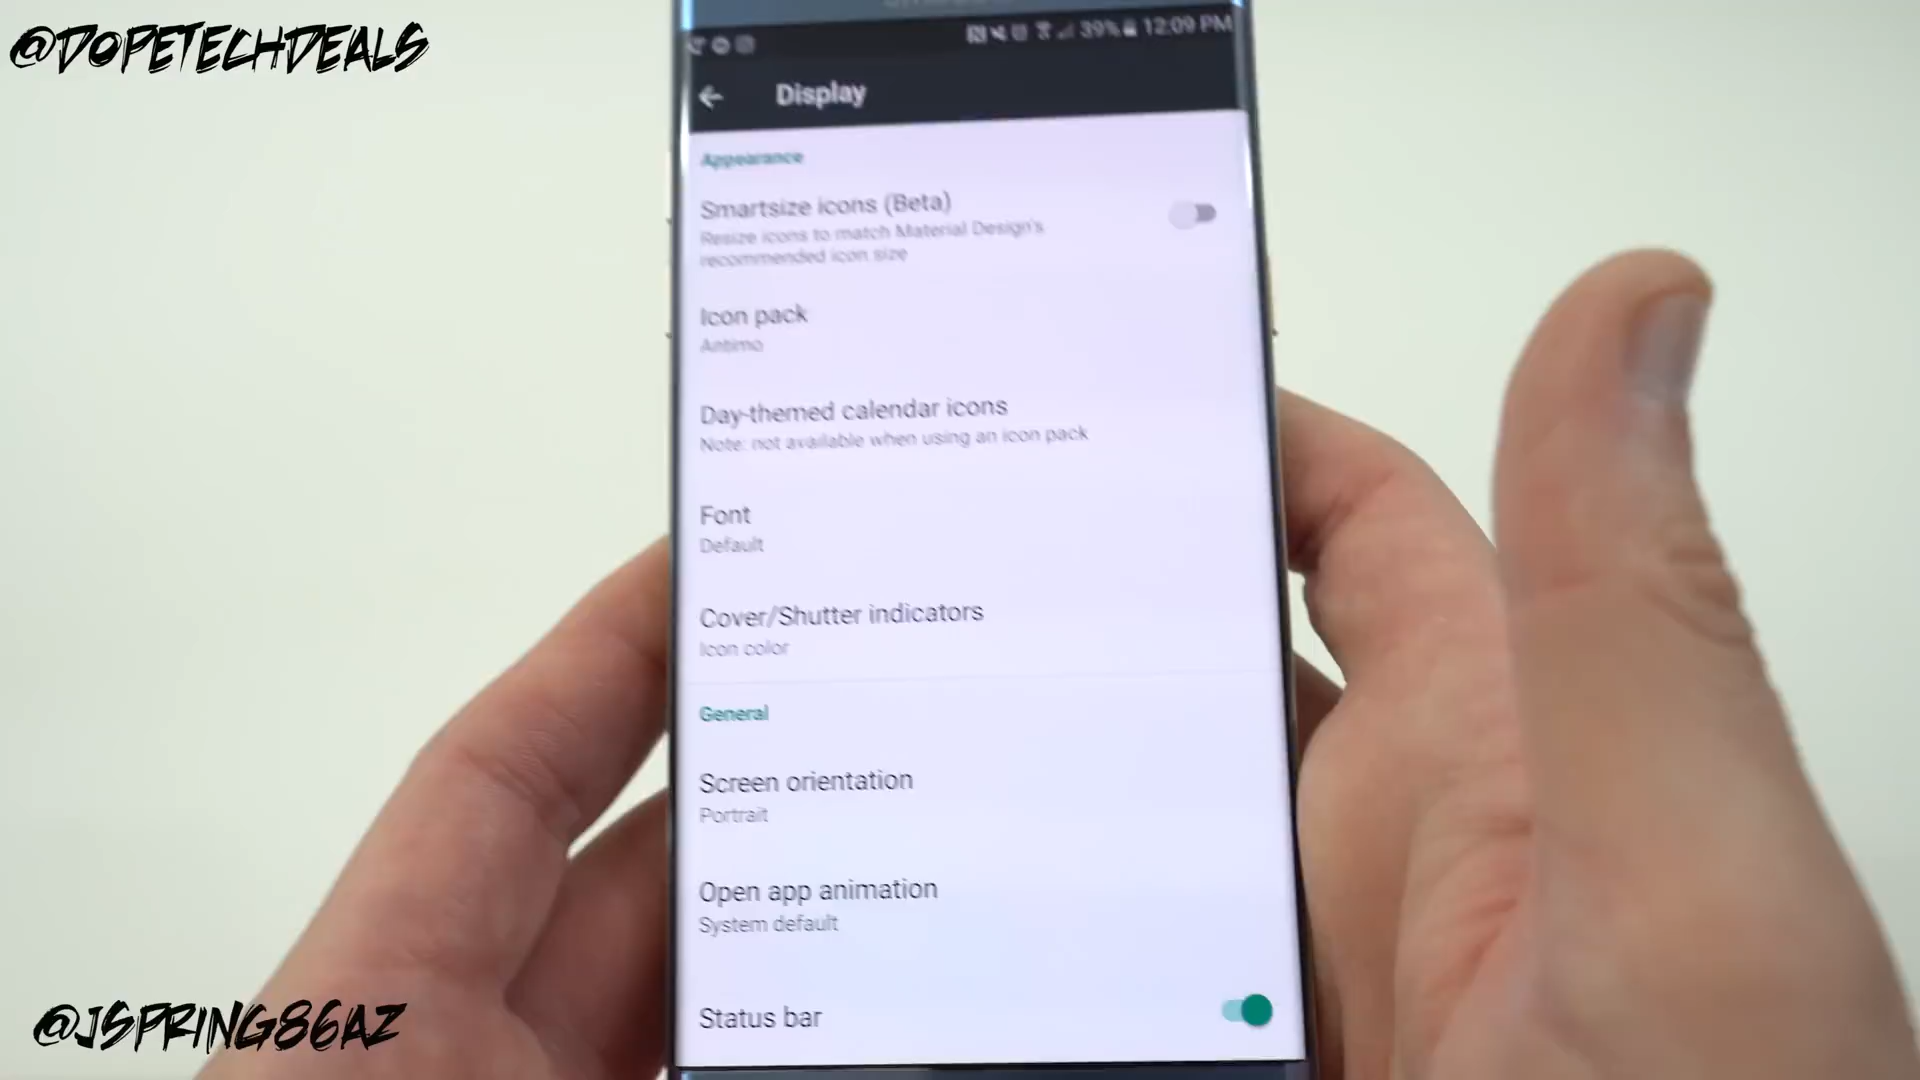 @DOPETECHDEALS
39% 12:09 PM
Display
Appearance
Smartsize icons (Beta)
Resize icons to match Material Design's
recommended icon size
Icon pack
Antimo
Day-themed calendar icons
Note: not available when using an icon pack
Font
Default
Cover/Shutter indicators
Icon color
General
Screen orientation
Portrait
Open app animation
System default
Status bar
@JSPRING86AZ